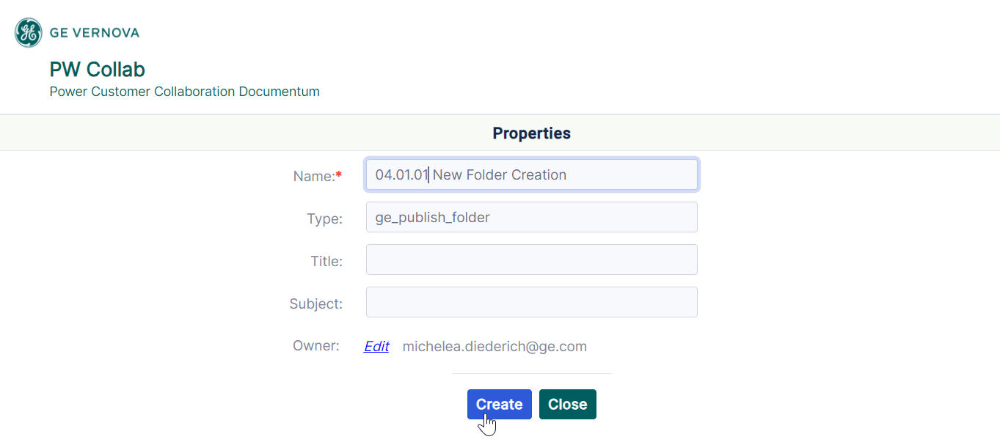 GE VERNOVA
PW Collab
Power Customer Collaboration Documentum
Properties
Name:* 04.01.01 New Folder Creation
Type: ge_publish_folder
Title:
Subject:
Owner: Edit michelea.diederich@ge.com
Create Close